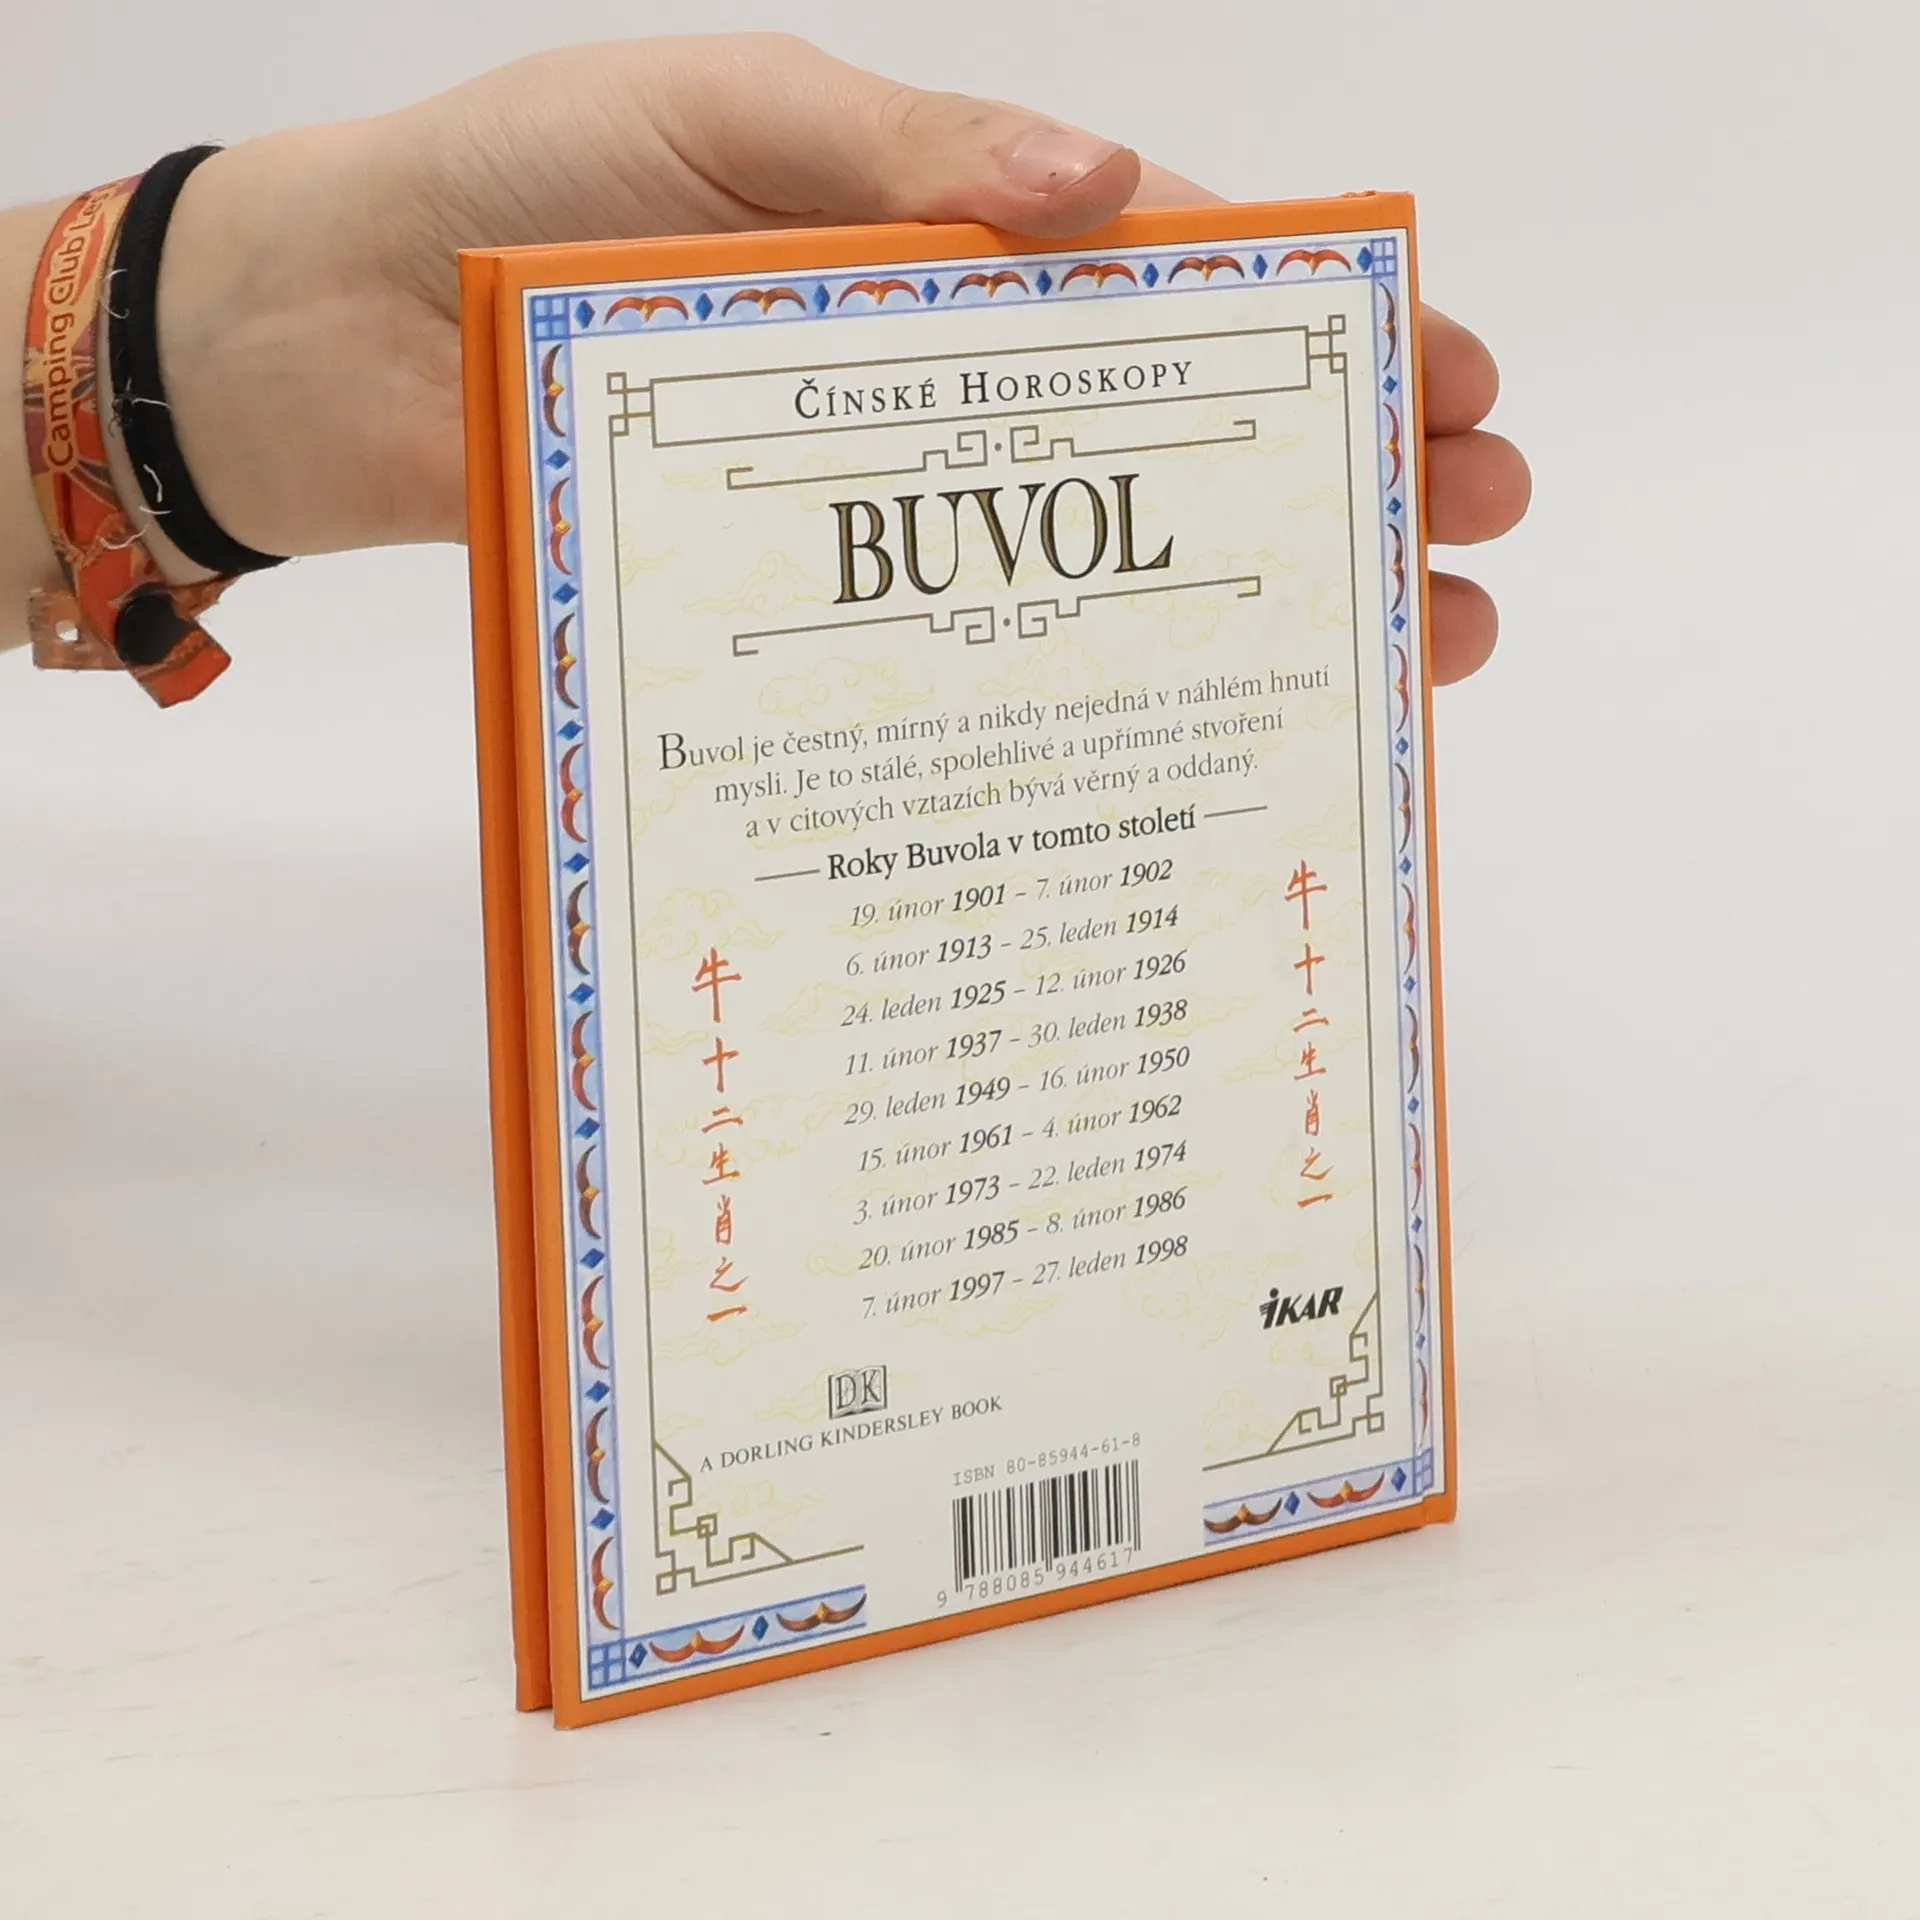 Camping Club Leg
ČÍNSKÉ HOROSKOPY
BUVOL
Buvol je čestný, mírný a nikdy nejedná v náhlém hnutí
mysli. Je to stálé, spolehlivé a upřímné stvoření
a v citových vztazích bývá věrný a oddaný.
Roky Buvola v tomto století
19. únor 1901 – 7. únor 1902
6. únor 1913 – 25. leden 1914
24. leden 1925 – 12. únor 1926
11. únor 1937 – 30. leden 1938
29. leden 1949 – 16. únor 1950
15. únor 1961 – 4. únor 1962
3. únor 1973 – 22. leden 1974
20. únor 1985 – 8. únor 1986
7. únor 1997 – 27. leden 1998
牛十二生肖之一
牛十二生肖之一
IKAR
DK
A DORLING KINDERSLEY BOOK
ISBN 80-85944-61-8
9 788085 944617